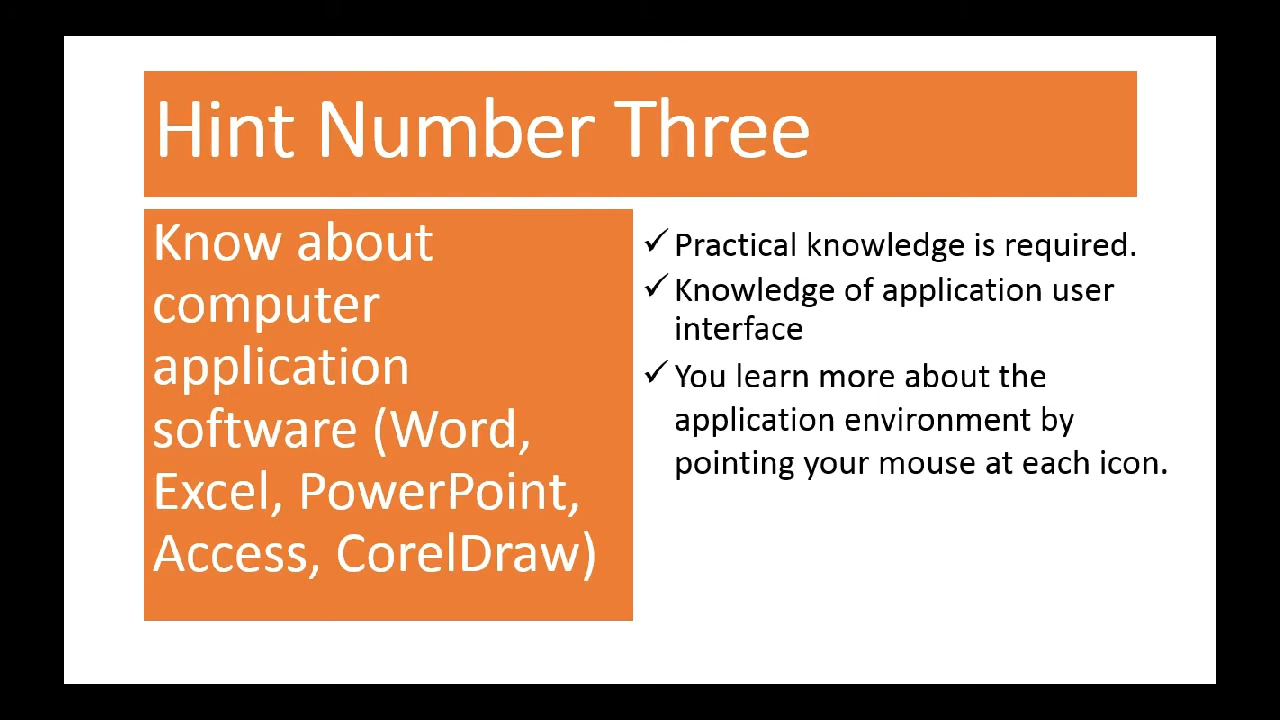 Hint Number Three
Know about
computer
application
software (Word,
Excel, PowerPoint,
Access, CorelDraw)
✓ Practical knowledge is required.
✓ Knowledge of application user
interface
✓ You learn more about the
application environment by
pointing your mouse at each icon.